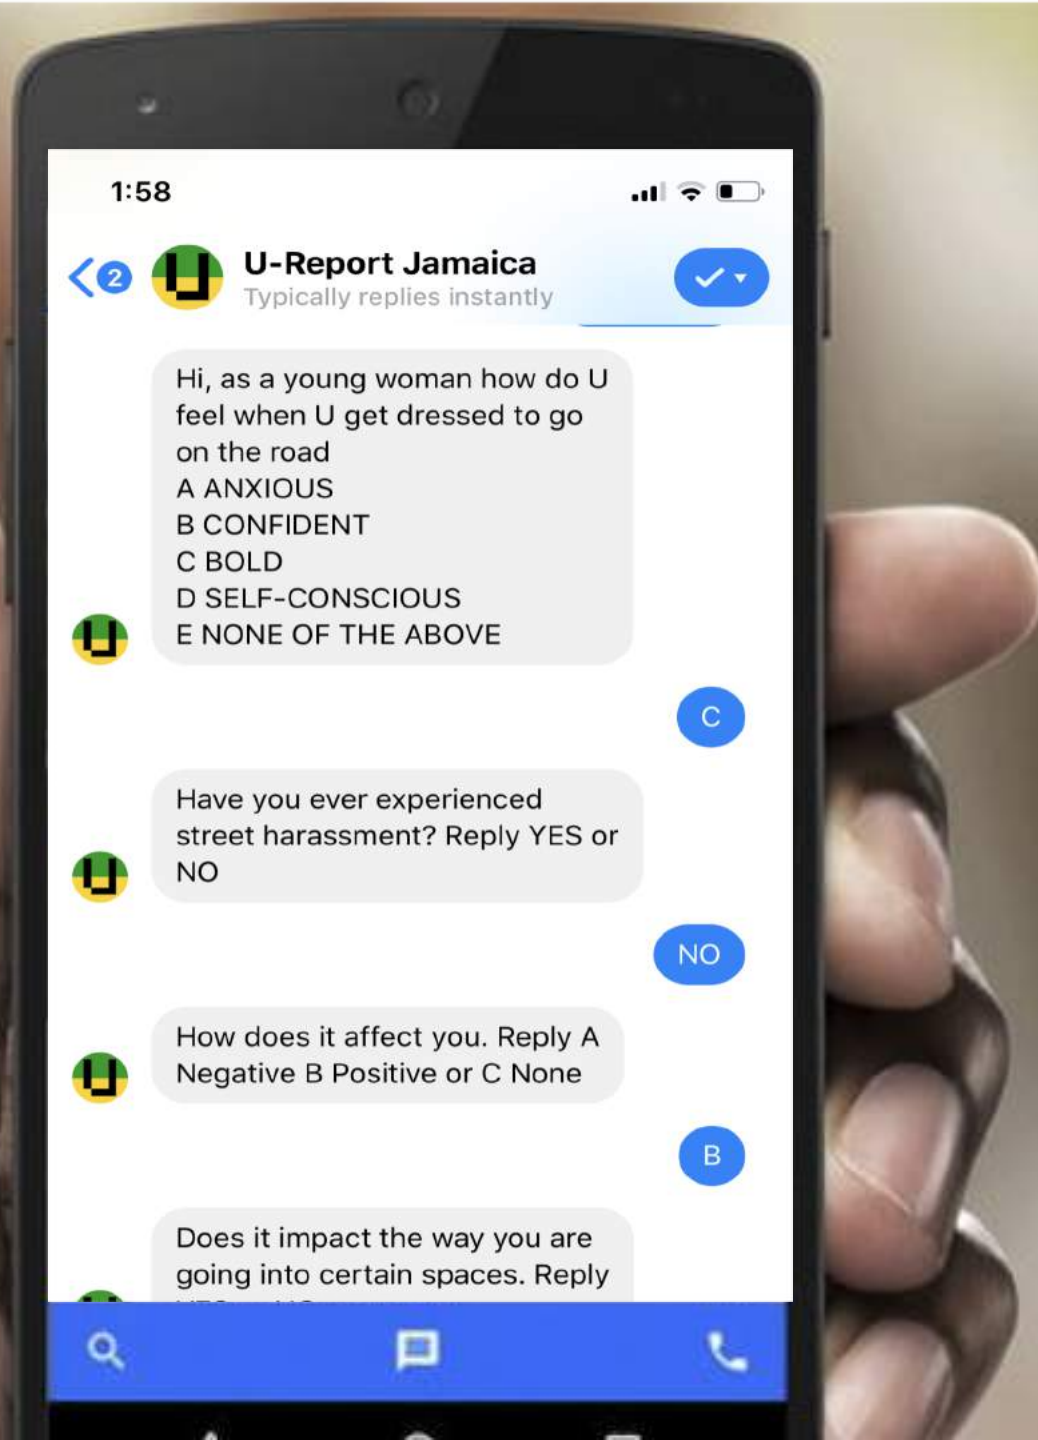 1:58
2
U-Report Jamaica
Typically replies instantly
Hi, as a young woman how do U
feel when U get dressed to go
on the road
A ANXIOUS
B CONFIDENT
C BOLD
D SELF-CONSCIOUS
E NONE OF THE ABOVE
C
Have you ever experienced
street harassment? Reply YES or
NO
NO
How does it affect you. Reply A
Negative B Positive or C None
B
Does it impact the way you are
going into certain spaces. Reply